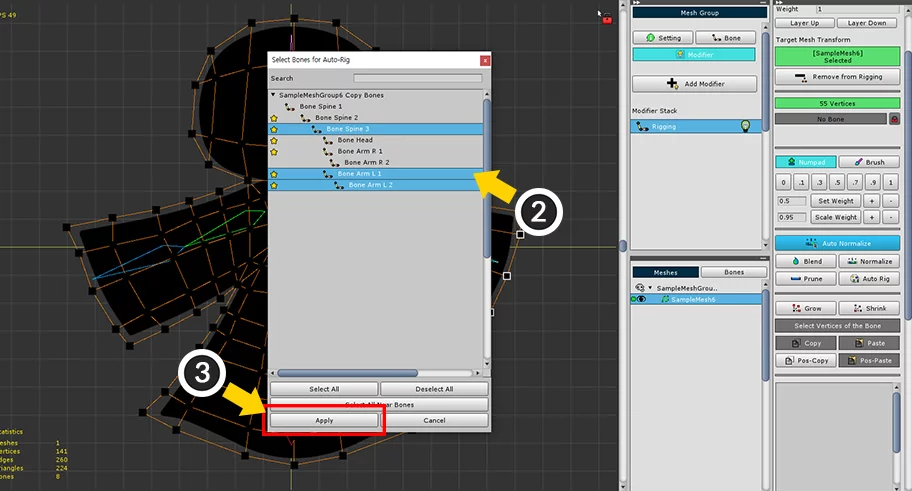 PS 49
Select Bones for Auto-Rig
x
Search
SampleMeshGroup6 Copy Bones
Bone Spine 1
Bone Spine 2
Bone Spine 3
Bone Head
Bone Arm R 1
Bone Arm R 2
Bone Arm L 1
Bone Arm L 2
2
3
Select All
Deselect All
Select All Near Bones
Apply
Cancel
tatistics
eshes 1
ertices 141
dges 260
riangles 224
ones 8
Mesh Group
Setting
Bone
Modifier
Add Modifier
Modifier Stack
Rigging
Meshes
Bones
SampleMeshGrou..
SampleMesh6
Weight 1
Layer Up
Layer Down
Target Mesh Transform
[SampleMesh6]
Selected
Remove from Rigging
55 Vertices
No Bone
Numpad
Brush
0 .1 .3 .5 .7 .9 1
0.5 Set Weight + -
0.95 Scale Weight + -
Auto Normalize
Blend
Normalize
Prune
Auto Rig
Grow
Shrink
Select Vertices of the Bone
Copy
Paste
Pos-Copy
Pos-Paste